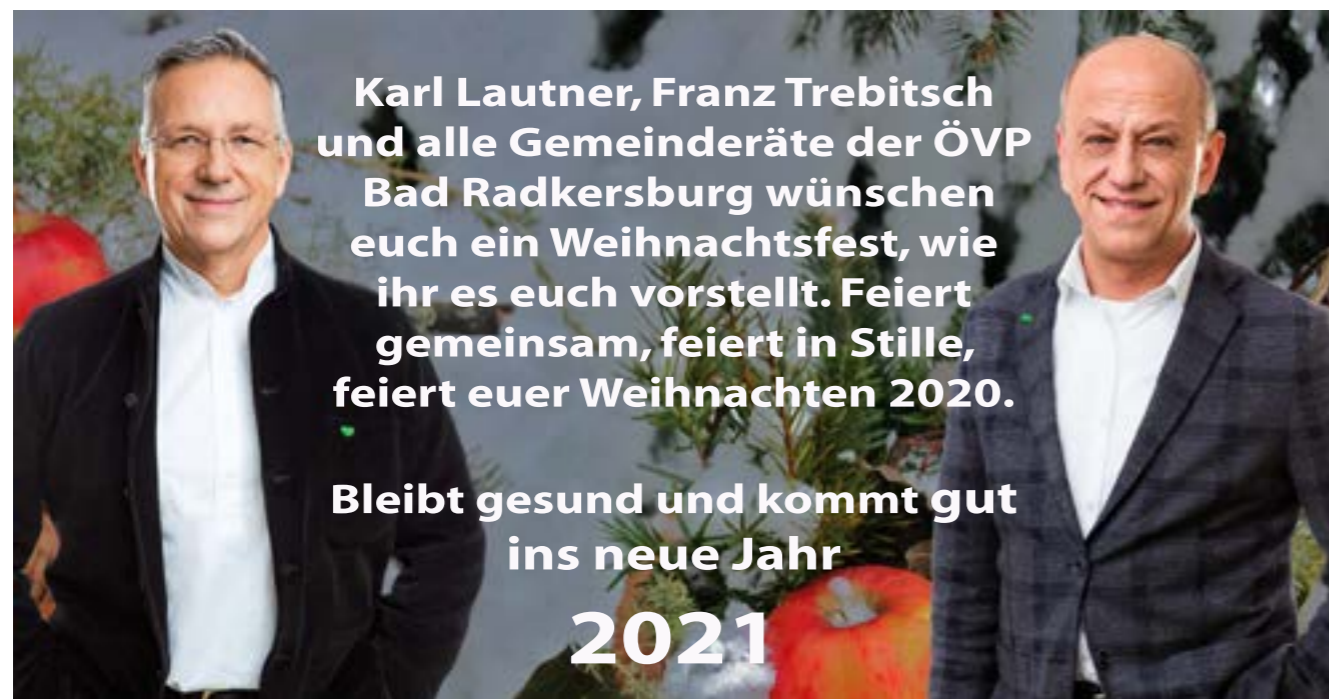 Karl Lautner, Franz Trebitsch
und alle Gemeinderäte der ÖVP
Bad Radkersburg wünschen
euch ein Weihnachtsfest, wie
ihr es euch vorstellt. Feiert
gemeinsam, feiert in Stille,
feiert euer Weihnachten 2020.
Bleibt gesund und kommt gut
ins neue Jahr
2021